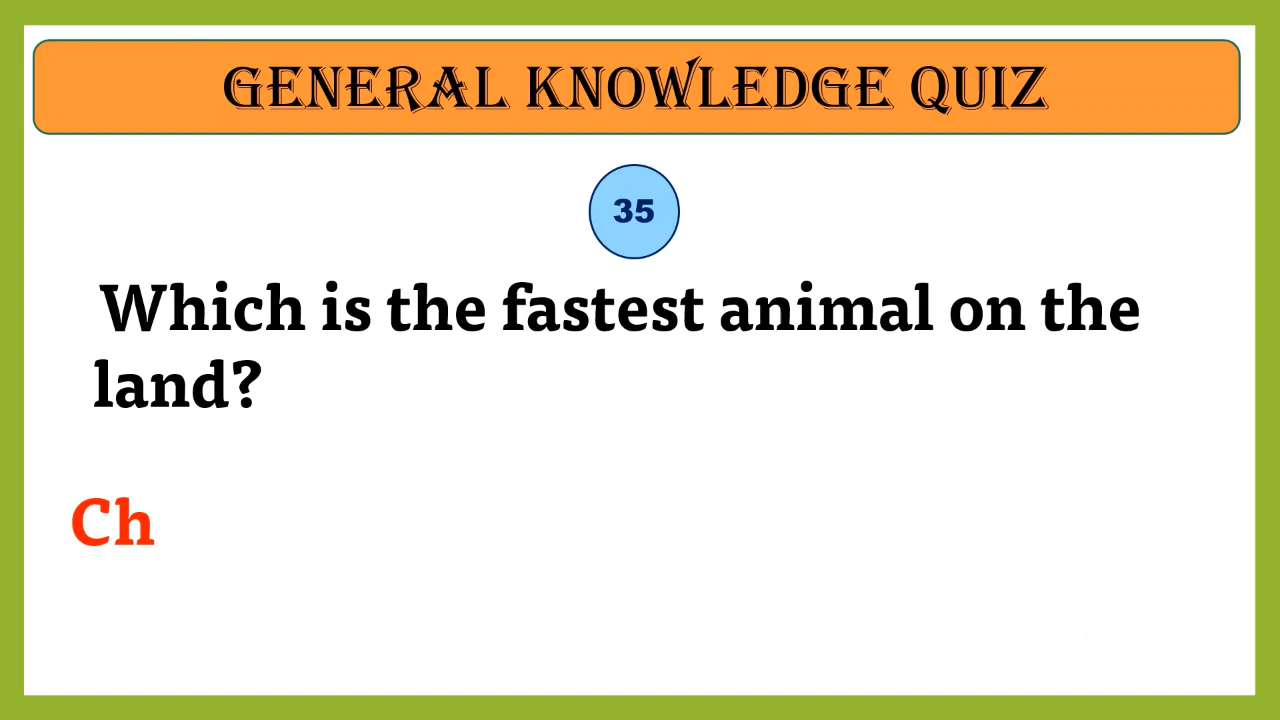 GENERAL KNOWLEDGE QUIZ
35
Which is the fastest animal on the
land?
Ch